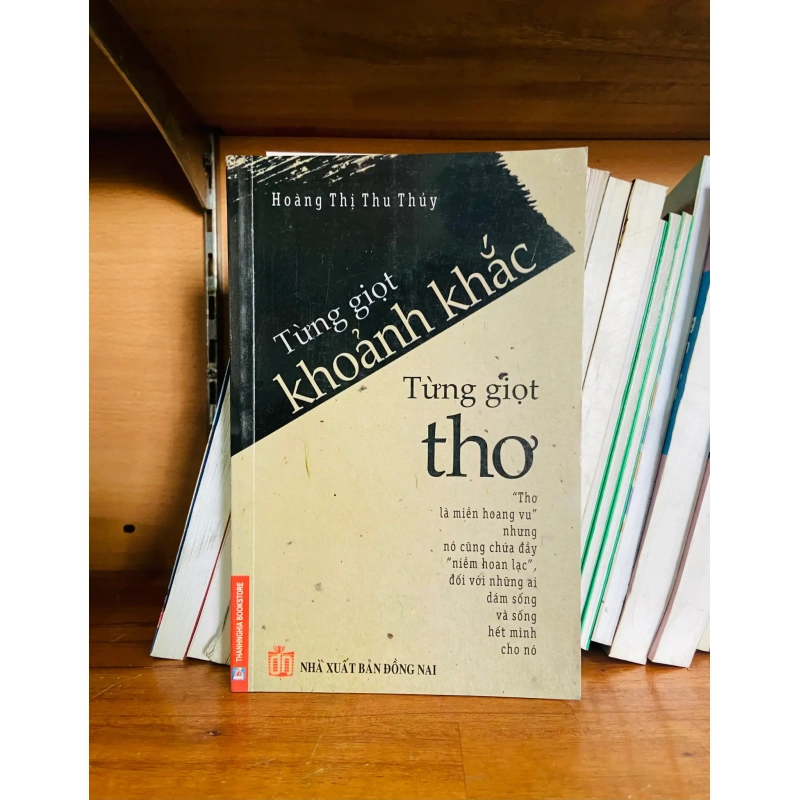 Hoàng Thị Thu Thủy
Từng giọt
khoảnh khắc
Từng giọt
thơ
"Thơ
là miền hoang vu"
nhưng
nó cũng chứa đầy
"niềm hoan lạc",
đối với những ai
dám sống
và sống
hết mình
cho nó
THANHNGHIA BOOKSTORE
NHÀ XUẤT BẢN ĐỒNG NAI